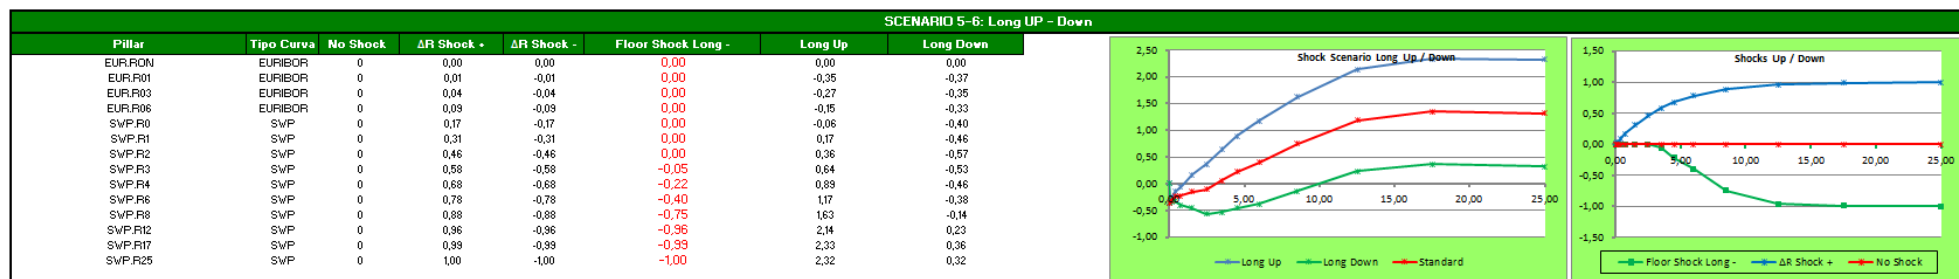 SCENARIO 5-6: Long UP - Down
Pillar Tipo Curva No Shock ΔR Shock + ΔR Shock - Floor Shock Long - Long Up Long Down
EUR.RON EURIBOR 0 0,00 0,00 0,00 0,00 0,00
EUR.R01 EURIBOR 0 0,01 -0,01 0,00 -0,35 -0,37
EUR.R03 EURIBOR 0 0,04 -0,04 0,00 -0,27 -0,35
EUR.R06 EURIBOR 0 0,09 -0,09 0,00 -0,15 -0,33
SWP.R0 SWP 0 0,17 -0,17 0,00 -0,06 -0,40
SWP.R1 SWP 0 0,31 -0,31 0,00 0,17 -0,46
SWP.R2 SWP 0 0,46 -0,46 0,00 0,36 -0,57
SWP.R3 SWP 0 0,58 -0,58 -0,05 0,64 -0,53
SWP.R4 SWP 0 0,68 -0,68 -0,22 0,89 -0,46
SWP.R6 SWP 0 0,78 -0,78 -0,40 1,17 -0,38
SWP.R8 SWP 0 0,88 -0,88 -0,75 1,63 -0,14
SWP.R12 SWP 0 0,96 -0,96 -0,96 2,14 0,23
SWP.R17 SWP 0 0,99 -0,99 -0,99 2,33 0,36
SWP.R25 SWP 0 1,00 -1,00 -1,00 2,32 0,32
Shock Scenario Long Up / Down
2,50
2,00
1,50
1,00
0,50
0,00
-0,50
-1,00
0,00 5,00 10,00 15,00 20,00 25,00
Long Up Long Down Standard
Shocks Up / Down
1,50
1,00
0,50
0,00
-0,50
-1,00
-1,50
0,00 5,00 10,00 15,00 20,00 25,00
Floor Shock Long - ΔR Shock + No Shock